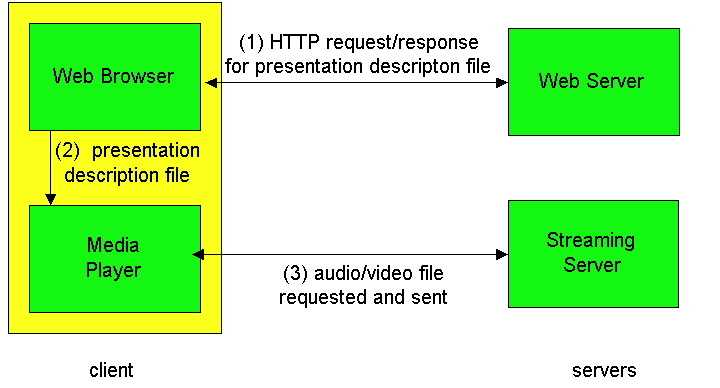 (1) HTTP request/response
for presentation descripton file
Web Browser
Web Server
(2)  presentation
description file
Media
Player
Streaming
Server
(3) audio/video file
requested and sent
client
servers